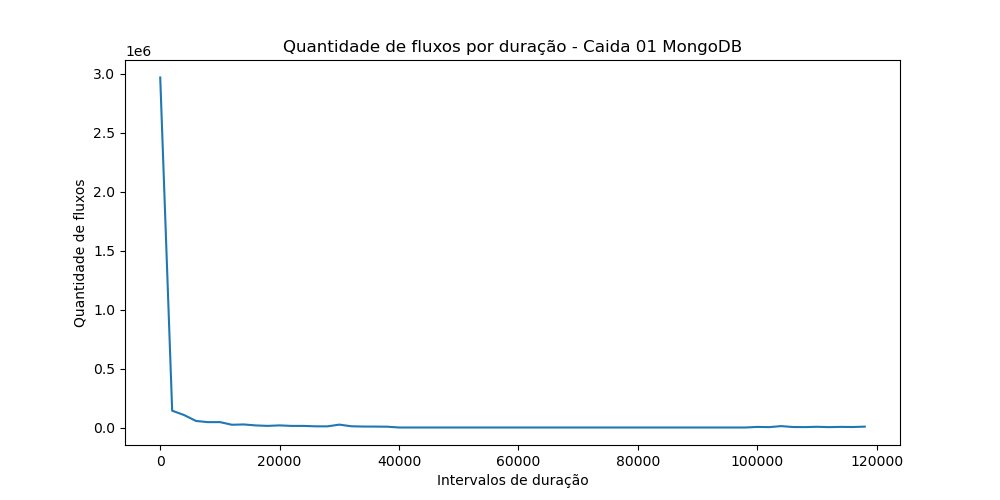 Quantidade de fluxos por duração - Caida 01 MongoDB
1e6
3.0
2.5
2.0
1.5
1.0
0.5
0.0
Quantidade de fluxos
0 20000 40000 60000 80000 100000 120000
Intervalos de duração